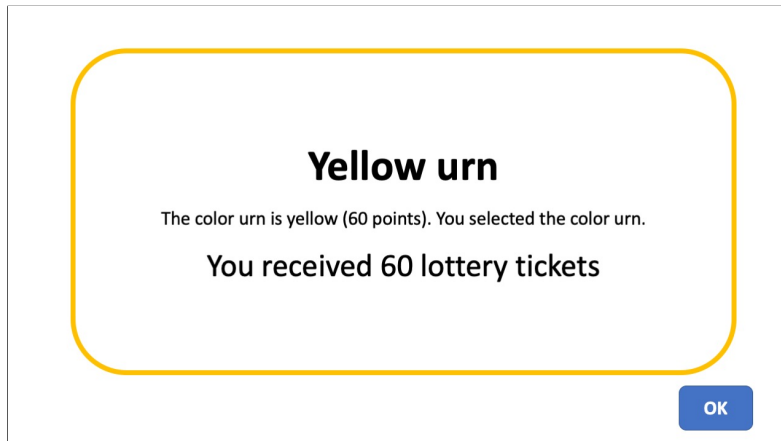 Yellow urn
The color urn is yellow (60 points). You selected the color urn.
You received 60 lottery tickets
OK